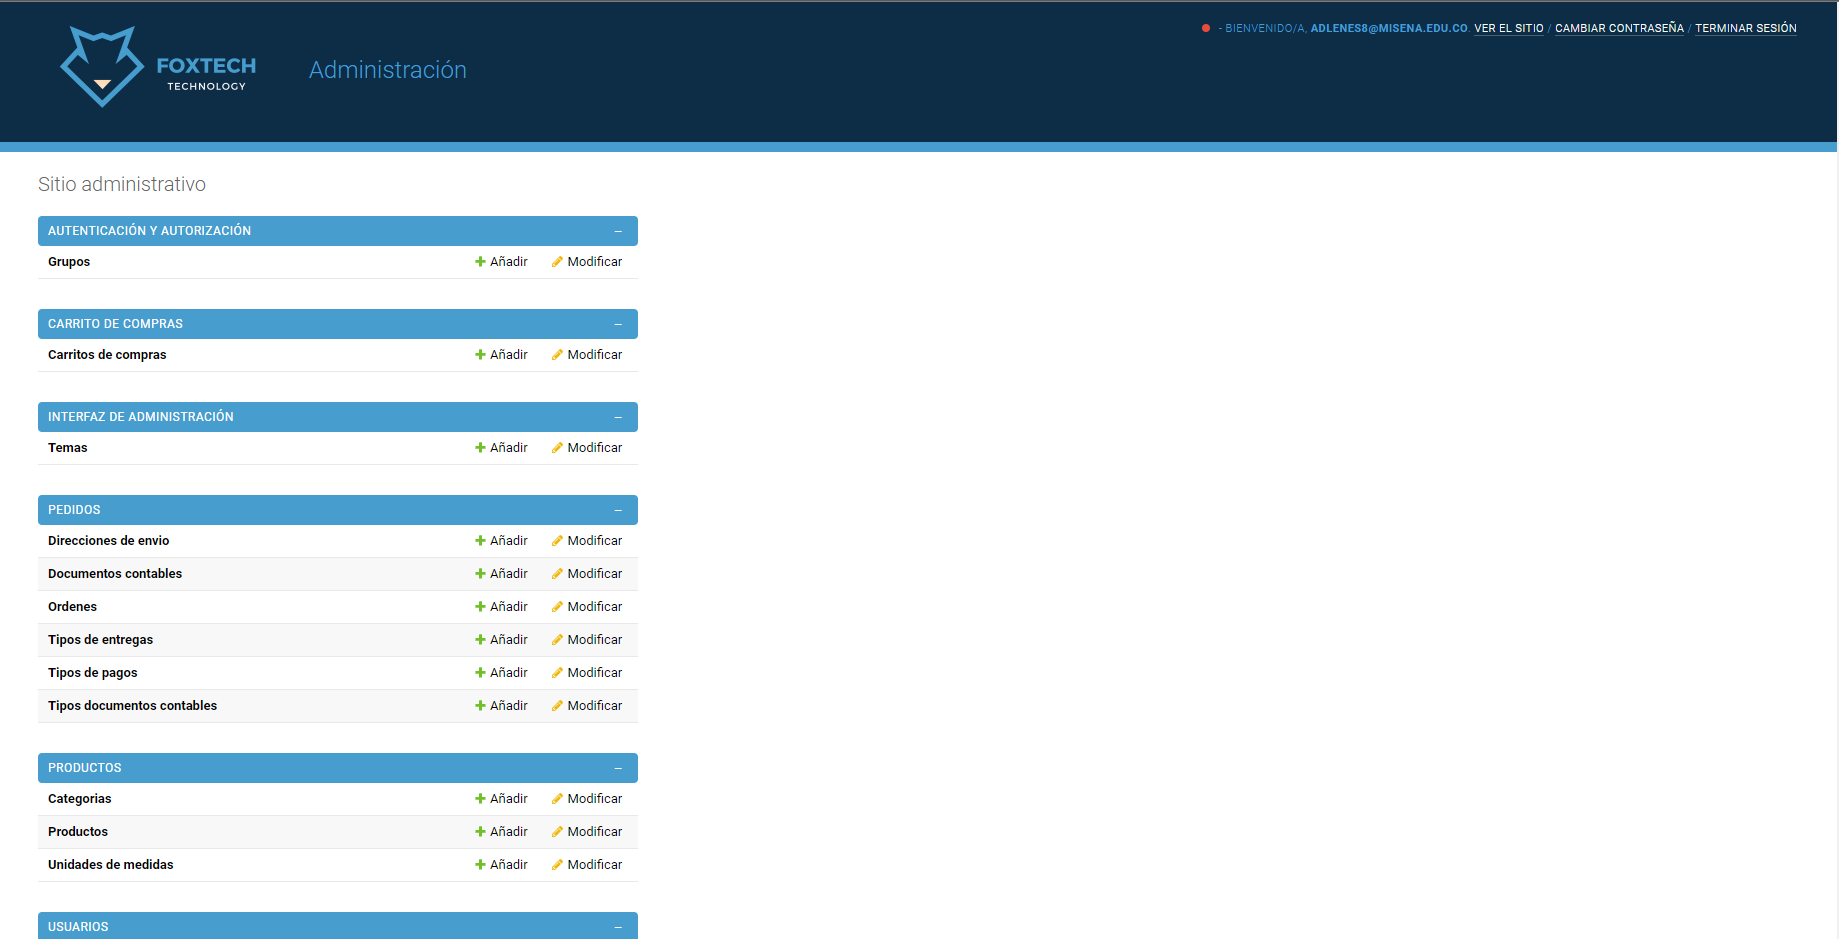 - BIENVENIDO/A, ADLENES8@MISENA.EDU.CO. VER EL SITIO / CAMBIAR CONTRASEÑA / TERMINAR SESIÓN
FOXTECH
TECHNOLOGY
Administración
Sitio administrativo
AUTENTICACIÓN Y AUTORIZACIÓN –
Grupos Añadir Modificar
CARRITO DE COMPRAS –
Carritos de compras Añadir Modificar
INTERFAZ DE ADMINISTRACIÓN –
Temas Añadir Modificar
PEDIDOS –
Direcciones de envio Añadir Modificar
Documentos contables Añadir Modificar
Ordenes Añadir Modificar
Tipos de entregas Añadir Modificar
Tipos de pagos Añadir Modificar
Tipos documentos contables Añadir Modificar
PRODUCTOS –
Categorias Añadir Modificar
Productos Añadir Modificar
Unidades de medidas Añadir Modificar
USUARIOS –